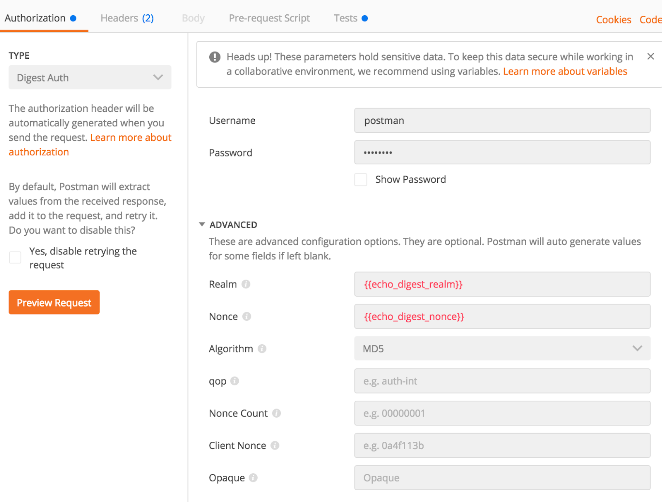 Authorization Headers (2) Body Pre-request Script Tests Cookies Code
TYPE
Digest Auth
The authorization header will be
automatically generated when you
send the request. Learn more about
authorization
By default, Postman will extract
values from the received response,
add it to the request, and retry it.
Do you want to disable this?
Yes, disable retrying the
request
Preview Request
Heads up! These parameters hold sensitive data. To keep this data secure while working in
a collaborative environment, we recommend using variables. Learn more about variables
Username postman
Password ••••••••
Show Password
ADVANCED
These are advanced configuration options. They are optional. Postman will auto generate values
for some fields if left blank.
Realm {{echo_digest_realm}}
Nonce {{echo_digest_nonce}}
Algorithm MD5
qop e.g. auth-int
Nonce Count e.g. 00000001
Client Nonce e.g. 0a4f113b
Opaque Opaque